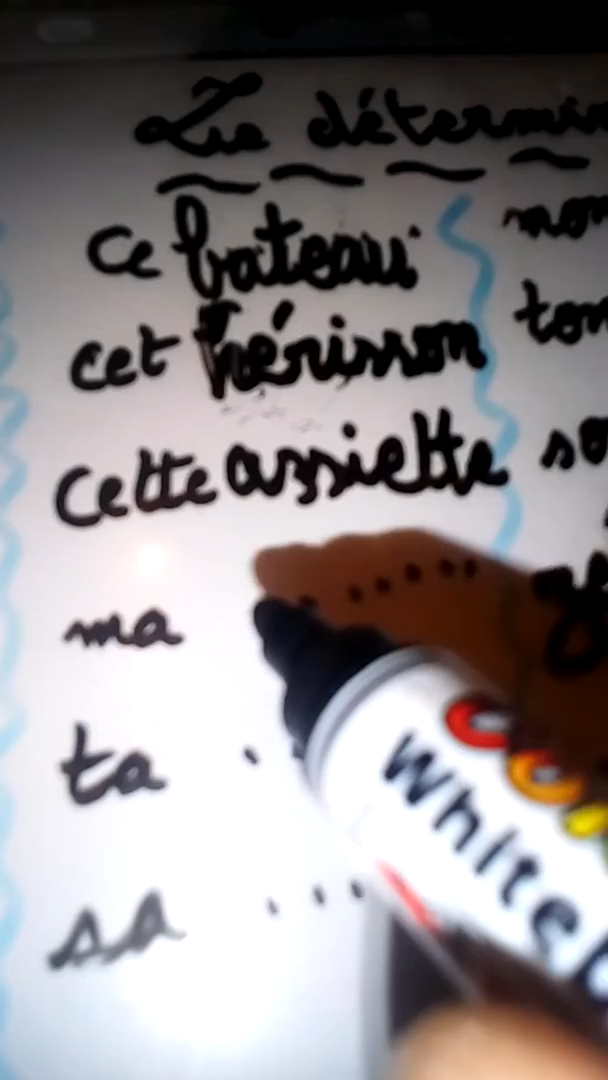 Le détermin
ce bateau
cet hérisson
cette assiette
ma ......
ta .
sa ...
mon
ton
so
White